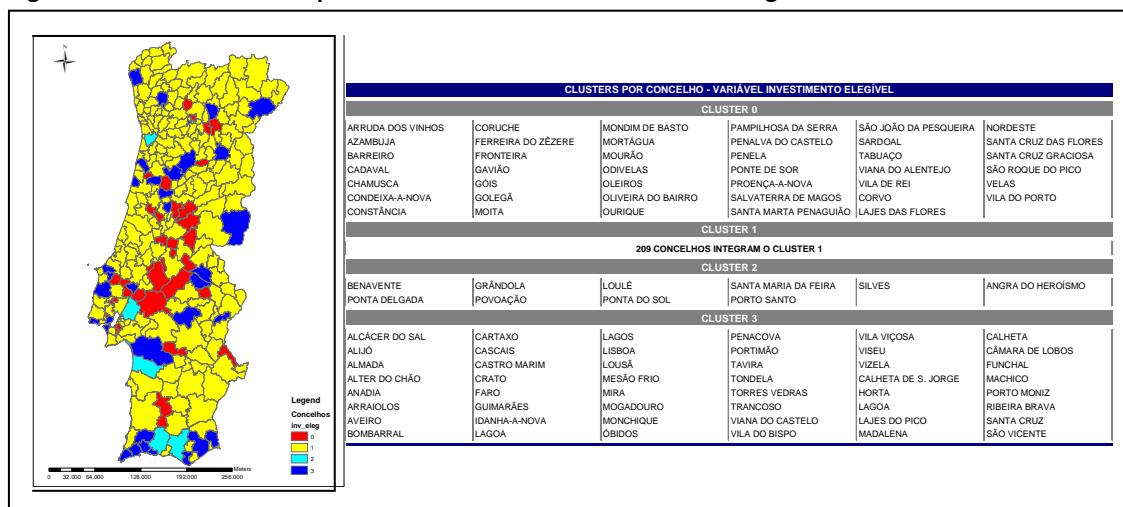 N
CLUSTERS POR CONCELHO - VARIÁVEL INVESTIMENTO ELEGÍVEL
CLUSTER 0
ARRUDA DOS VINHOS CORUCHE MONDIM DE BASTO PAMPILHOSA DA SERRA SÃO JOÃO DA PESQUEIRA NORDESTE
AZAMBUJA FERREIRA DO ZÊZERE MORTÁGUA PENALVA DO CASTELO SARDOAL SANTA CRUZ DAS FLORES
BARREIRO FRONTEIRA MOURÃO PENELA TABUAÇO SANTA CRUZ GRACIOSA
CADAVAL GAVIÃO ODIVELAS PONTE DE SOR VIANA DO ALENTEJO SÃO ROQUE DO PICO
CHAMUSCA GÓIS OLEIROS PROENÇA-A-NOVA VILA DE REI VELAS
CONDEIXA-A-NOVA GOLEGÃ OLIVEIRA DO BAIRRO SALVATERRA DE MAGOS CORVO VILA DO PORTO
CONSTÂNCIA MOITA OURIQUE SANTA MARTA PENAGUIÃO LAJES DAS FLORES
CLUSTER 1
209 CONCELHOS INTEGRAM O CLUSTER 1
CLUSTER 2
BENAVENTE GRÂNDOLA LOULÉ SANTA MARIA DA FEIRA SILVES ANGRA DO HEROÍSMO
PONTA DELGADA POVOAÇÃO PONTA DO SOL PORTO SANTO
CLUSTER 3
ALCÁCER DO SAL CARTAXO LAGOS PENACOVA VILA VIÇOSA CALHETA
ALIJÓ CASCAIS LISBOA PORTIMÃO VISEU CÂMARA DE LOBOS
ALMADA CASTRO MARIM LOUSÃ TAVIRA VIZELA FUNCHAL
ALTER DO CHÃO CRATO MESÃO FRIO TONDELA CALHETA DE S. JORGE MACHICO
ANADIA FARO MIRA TORRES VEDRAS HORTA PORTO MONIZ
ARRAIOLOS GUIMARÃES MOGADOURO TRANCOSO LAGOA RIBEIRA BRAVA
AVEIRO IDANHA-A-NOVA MONCHIQUE VIANA DO CASTELO LAJES DO PICO SANTA CRUZ
BOMBARRAL LAGOA ÓBIDOS VILA DO BISPO MADALENA SÃO VICENTE
Legend
Concelhos
inv_eleg
0
1
2
3
Meters
0 32.000 64.000 128.000 192.000 256.000